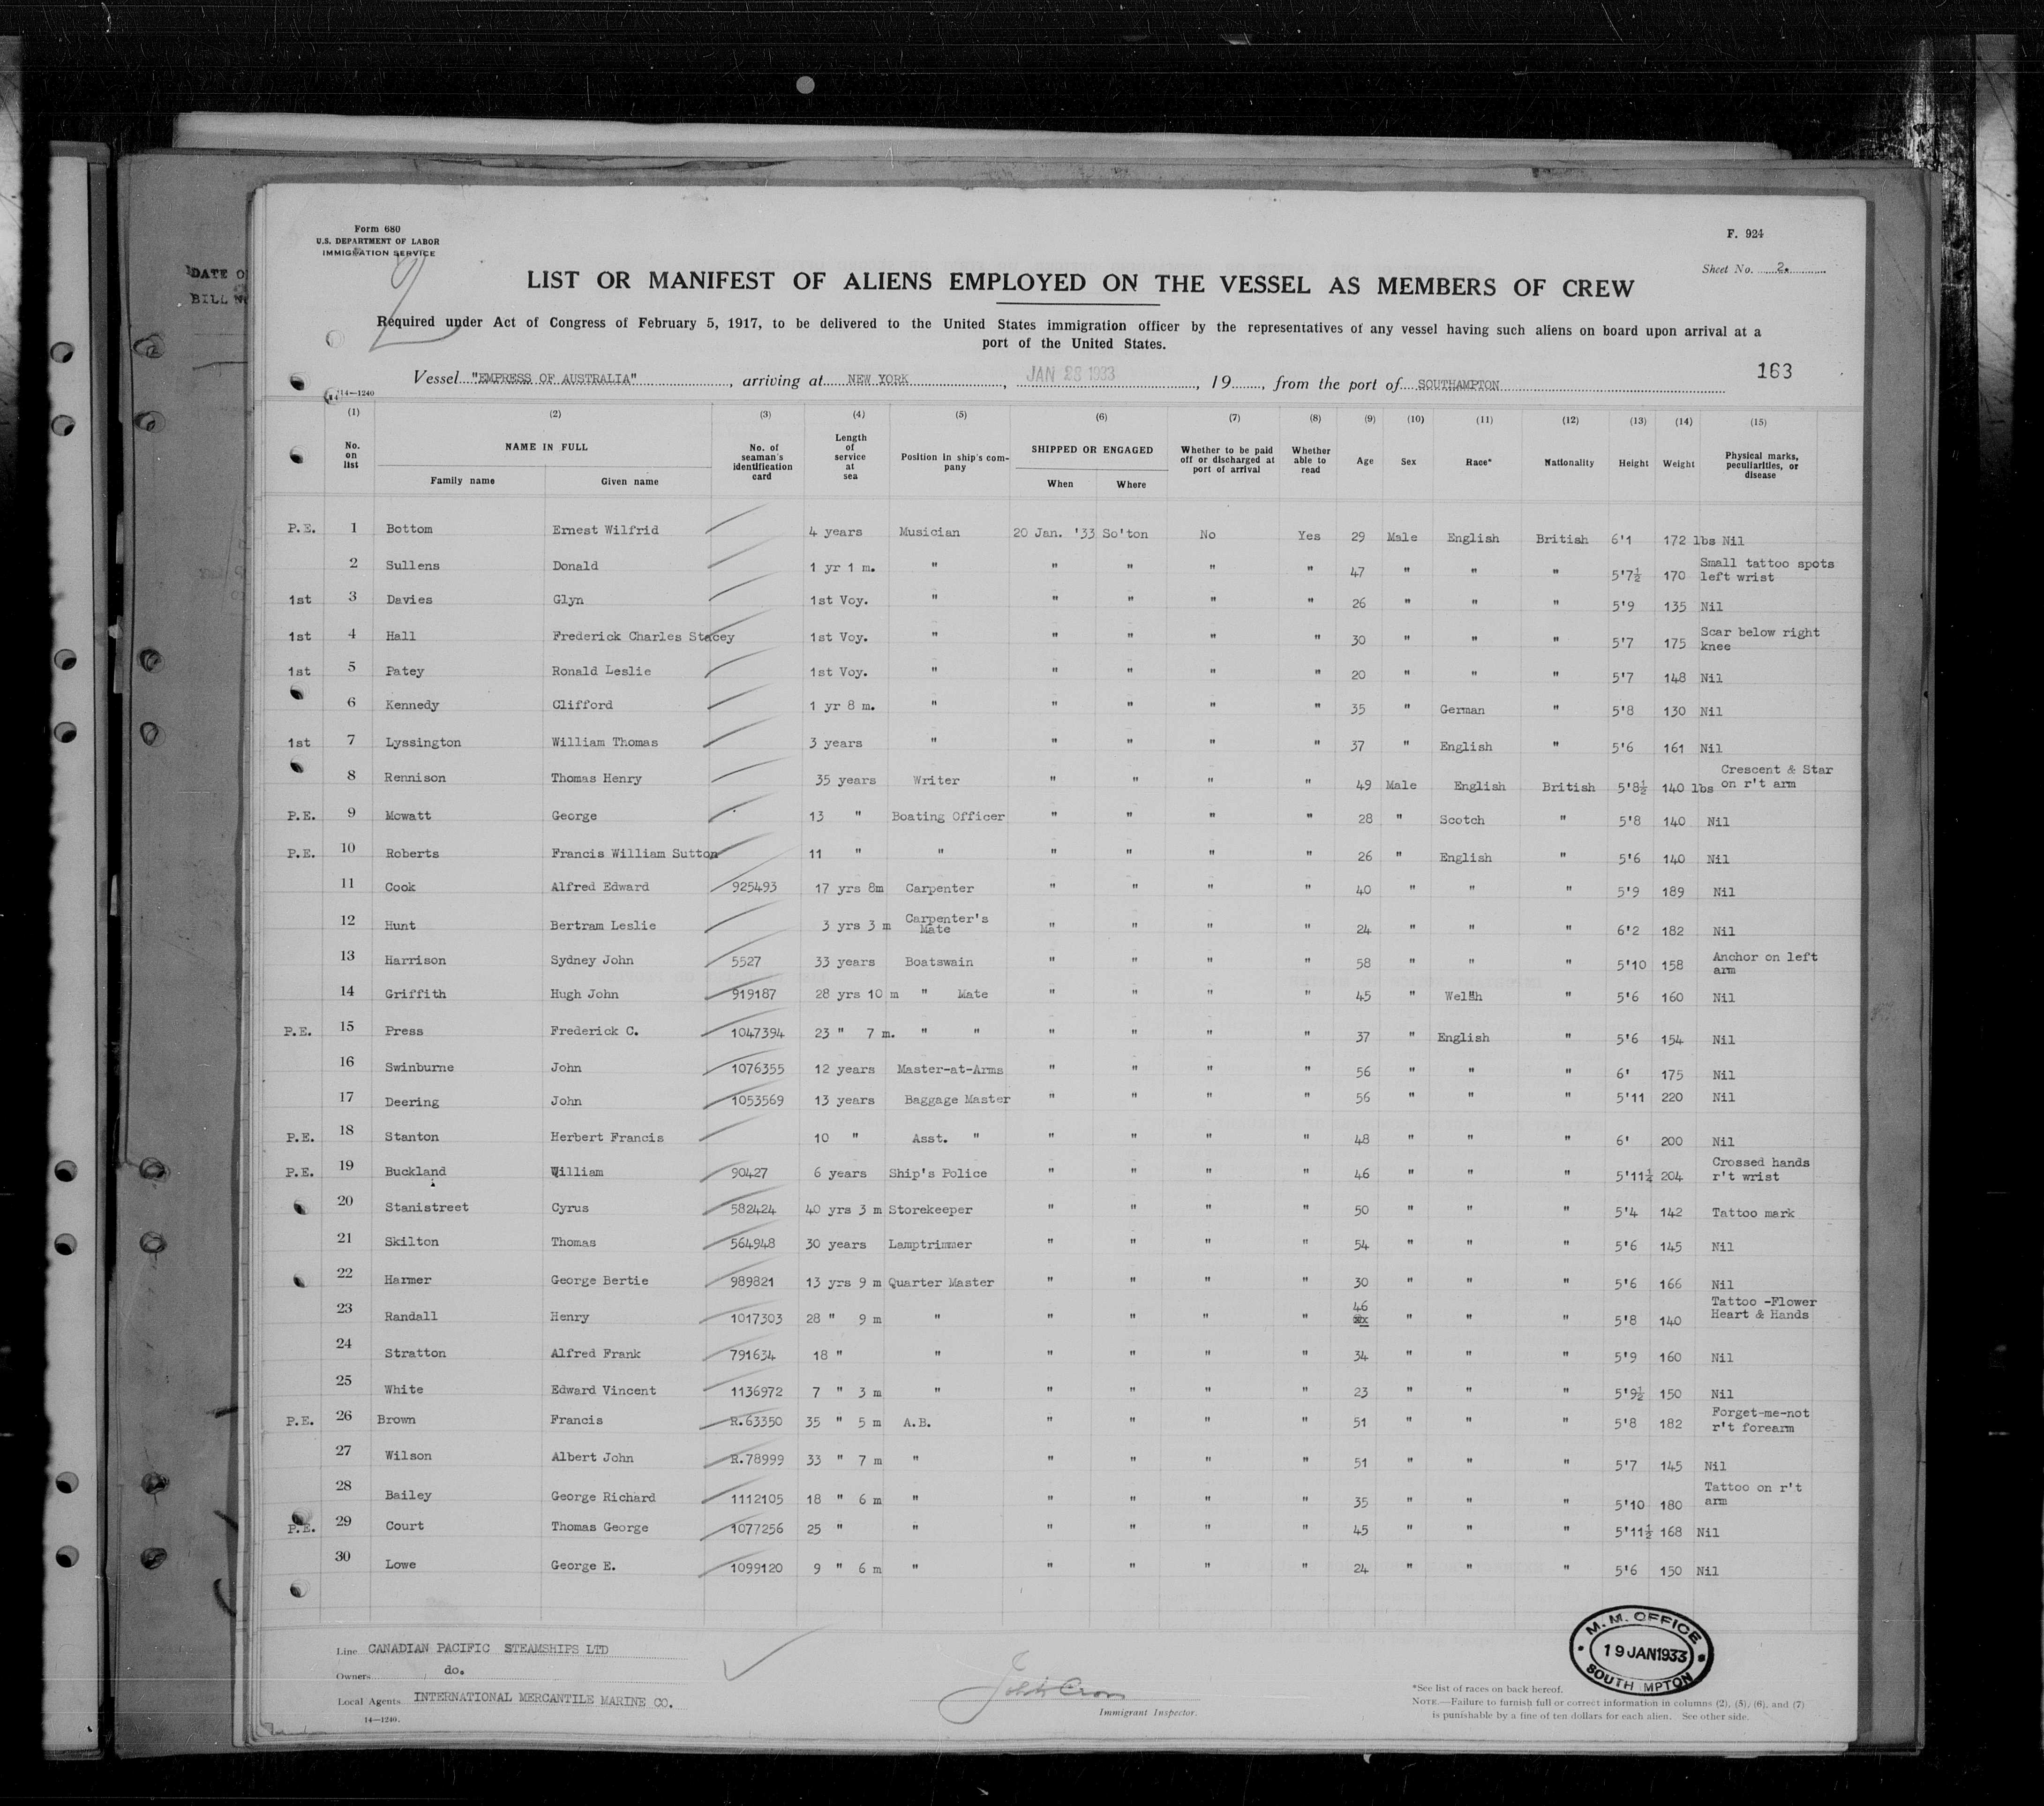 DATE O
BILL N
Form 680
U.S. DEPARTMENT OF LABOR
IMMIGRATION SERVICE
F. 924
Sheet No. 2.
LIST OR MANIFEST OF ALIENS EMPLOYED ON THE VESSEL AS MEMBERS OF CREW
Required under Act of Congress of February 5, 1917, to be delivered to the United States immigration officer by the representatives of any vessel having such aliens on board upon arrival at a
port of the United States.
Vessel "EMPRESS OF AUSTRALIA", arriving at NEW YORK, JAN 28 1933, 19, from the port of SOUTHAMPTON
163
14—1240
(1) (2) (3) (4) (5) (6) (7) (8) (9) (10) (11) (12) (13) (14) (15)
No. on list | NAME IN FULL | No. of seaman's identification card | Length of service at sea | Position in ship's company | SHIPPED OR ENGAGED | Whether to be paid off or discharged at port of arrival | Whether able to read | Age | Sex | Race* | Nationality | Height | Weight | Physical marks, peculiarities, or disease
Family name | Given name | When | Where
P.E. 1 Bottom Ernest Wilfrid 4 years Musician 20 Jan. '33 So'ton No Yes 29 Male English British 6'1 172 lbs Nil
2 Sullens Donald 1 yr 1 m. " " " " " 47 " " " 5'7½ 170 Small tattoo spots left wrist
1st 3 Davies Glyn 1st Voy. " " " " " 26 " " " 5'9 135 Nil
1st 4 Hall Frederick Charles Stacey 1st Voy. " " " " " 30 " " " 5'7 175 Scar below right knee
1st 5 Patey Ronald Leslie 1st Voy. " " " " " 20 " " " 5'7 148 Nil
6 Kennedy Clifford 1 yr 8 m. " " " " " 35 " German " 5'8 130 Nil
1st 7 Lyssington William Thomas 3 years " " " " " 37 " English " 5'6 161 Nil
8 Rennison Thomas Henry 35 years Writer " " " " 49 Male English British 5'8½ 140 lbs Crescent & Star on r't arm
P.E. 9 Mowatt George 13 " Boating Officer " " " " 28 " Scotch " 5'8 140 Nil
P.E. 10 Roberts Francis William Sutton 11 " " " " " " 26 " English " 5'6 140 Nil
11 Cook Alfred Edward 925493 17 yrs 8m Carpenter " " " " 40 " " " 5'9 189 Nil
12 Hunt Bertram Leslie 3 yrs 3 m Carpenter's Mate " " " " 24 " " " 6'2 182 Nil
13 Harrison Sydney John 5527 33 years Boatswain " " " " 58 " " " 5'10 158 Anchor on left arm
14 Griffith Hugh John 919187 28 yrs 10 m " Mate " " " " 45 " Welsh " 5'6 160 Nil
P.E. 15 Press Frederick C. 1047394 23 " 7 m. " " " " " " 37 " English " 5'6 154 Nil
16 Swinburne John 1076355 12 years Master-at-Arms " " " " 56 " " " 6' 175 Nil
17 Deering John 1053569 13 years Baggage Master " " " " 56 " " " 5'11 220 Nil
P.E. 18 Stanton Herbert Francis 10 " Asst. " " " " " 48 " " " 6' 200 Nil
P.E. 19 Buckland William 90427 6 years Ship's Police " " " " 46 " " " 5'11½ 204 Crossed hands r't wrist
20 Stanistreet Cyrus 582424 40 yrs 3 m Storekeeper " " " " 50 " " " 5'4 142 Tattoo mark
21 Skilton Thomas 564948 30 years Lamptrimmer " " " " 54 " " " 5'6 145 Nil
22 Harmer George Bertie 989821 13 yrs 9 m Quarter Master " " " " 30 " " " 5'6 166 Nil
23 Randall Henry 1017303 28 " 9 m " " " " " 46 " " " 5'8 140 Tattoo -Flower Heart & Hands
24 Stratton Alfred Frank 791634 18 " " " " " " 34 " " " 5'9 160 Nil
25 White Edward Vincent 1136972 7 " 3 m " " " " " 23 " " " 5'9½ 150 Nil
P.E. 26 Brown Francis R.63350 35 " 5 m A.B. " " " " 51 " " " 5'8 182 Forget-me-not r't forearm
27 Wilson Albert John R.78999 33 " 7 m " " " " " 51 " " " 5'7 145 Nil
28 Bailey George Richard 1112105 18 " 6 m " " " " " 35 " " " 5'10 180 Tattoo on r't arm
P.E. 29 Court Thomas George 1077256 25 " " " " " " 45 " " " 5'11½ 168 Nil
30 Lowe George E. 1099120 9 " 6 m " " " " " 24 " " " 5'6 150 Nil
Line CANADIAN PACIFIC STEAMSHIPS LTD
Owners do.
Local Agents INTERNATIONAL MERCANTILE MARINE CO.
14—1240.
Immigrant Inspector.
M. M. OFFICE
19 JAN 1933
SOUTHAMPTON
*See list of races on back hereof.
NOTE.—Failure to furnish full or correct information in columns (2), (5), (6), and (7)
is punishable by a fine of ten dollars for each alien. See other side.